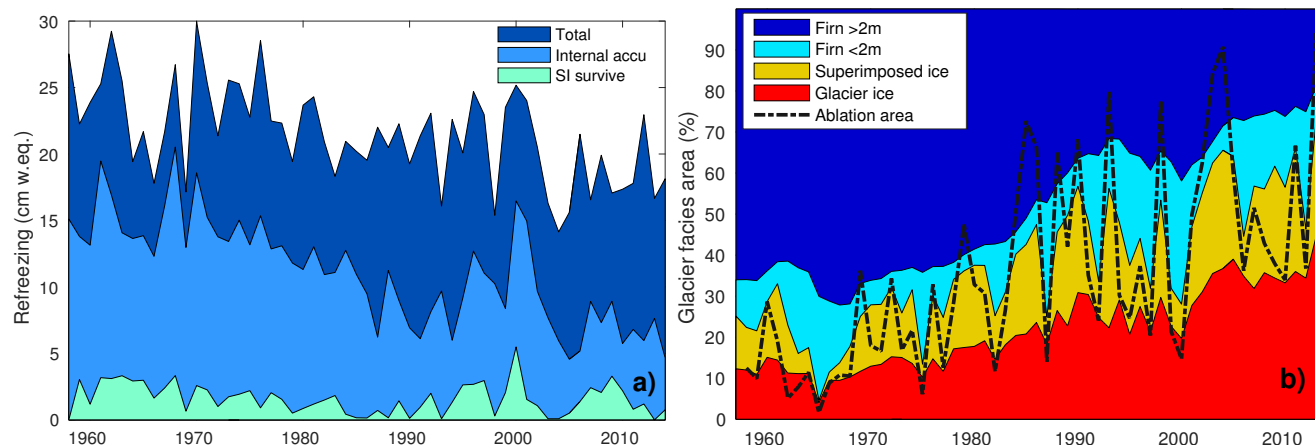 30
25
20
15
10
5
0
Refreezing (cm w.eq.)
Total
Internal accu
SI survive
a)
1960 1970 1980 1990 2000 2010
90
80
70
60
50
40
30
20
10
0
Glacier facies area (%)
Firn >2m
Firn <2m
Superimposed ice
Glacier ice
Ablation area
b)
1960 1970 1980 1990 2000 2010